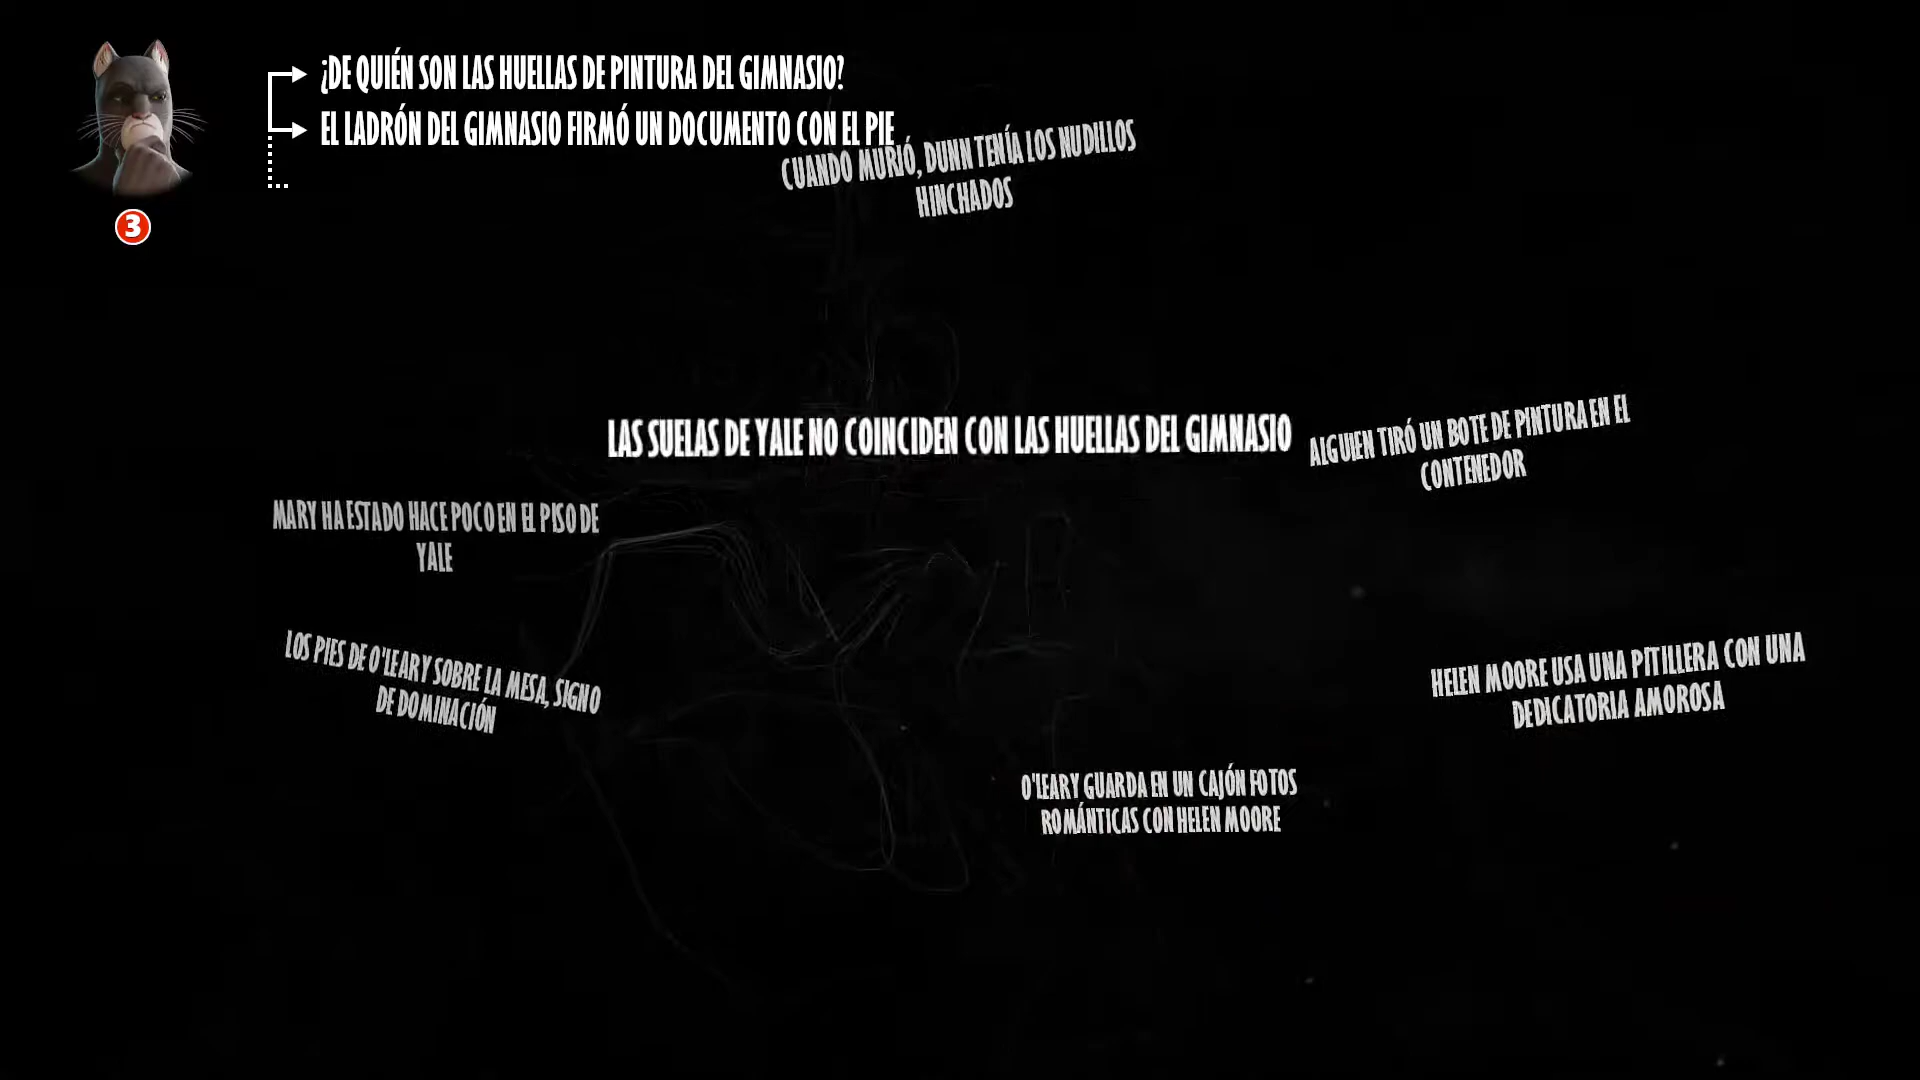 ¿DE QUIÉN SON LAS HUELLAS DE PINTURA DEL GIMNASIO?
EL LADRÓN DEL GIMNASIO FIRMÓ UN DOCUMENTO CON EL PIE
3
CUANDO MURIÓ, DUNN TENÍA LOS NUDILLOS
HINCHADOS
LAS SUELAS DE YALE NO COINCIDEN CON LAS HUELLAS DEL GIMNASIO
ALGUIEN TIRÓ UN BOTE DE PINTURA EN EL
CONTENEDOR
MARY HA ESTADO HACE POCO EN EL PISO DE
YALE
LOS PIES DE O'LEARY SOBRE LA MESA, SIGNO
DE DOMINACIÓN
HELEN MOORE USA UNA PITILLERA CON UNA
DEDICATORIA AMOROSA
O'LEARY GUARDA EN UN CAJÓN FOTOS
ROMÁNTICAS CON HELEN MOORE